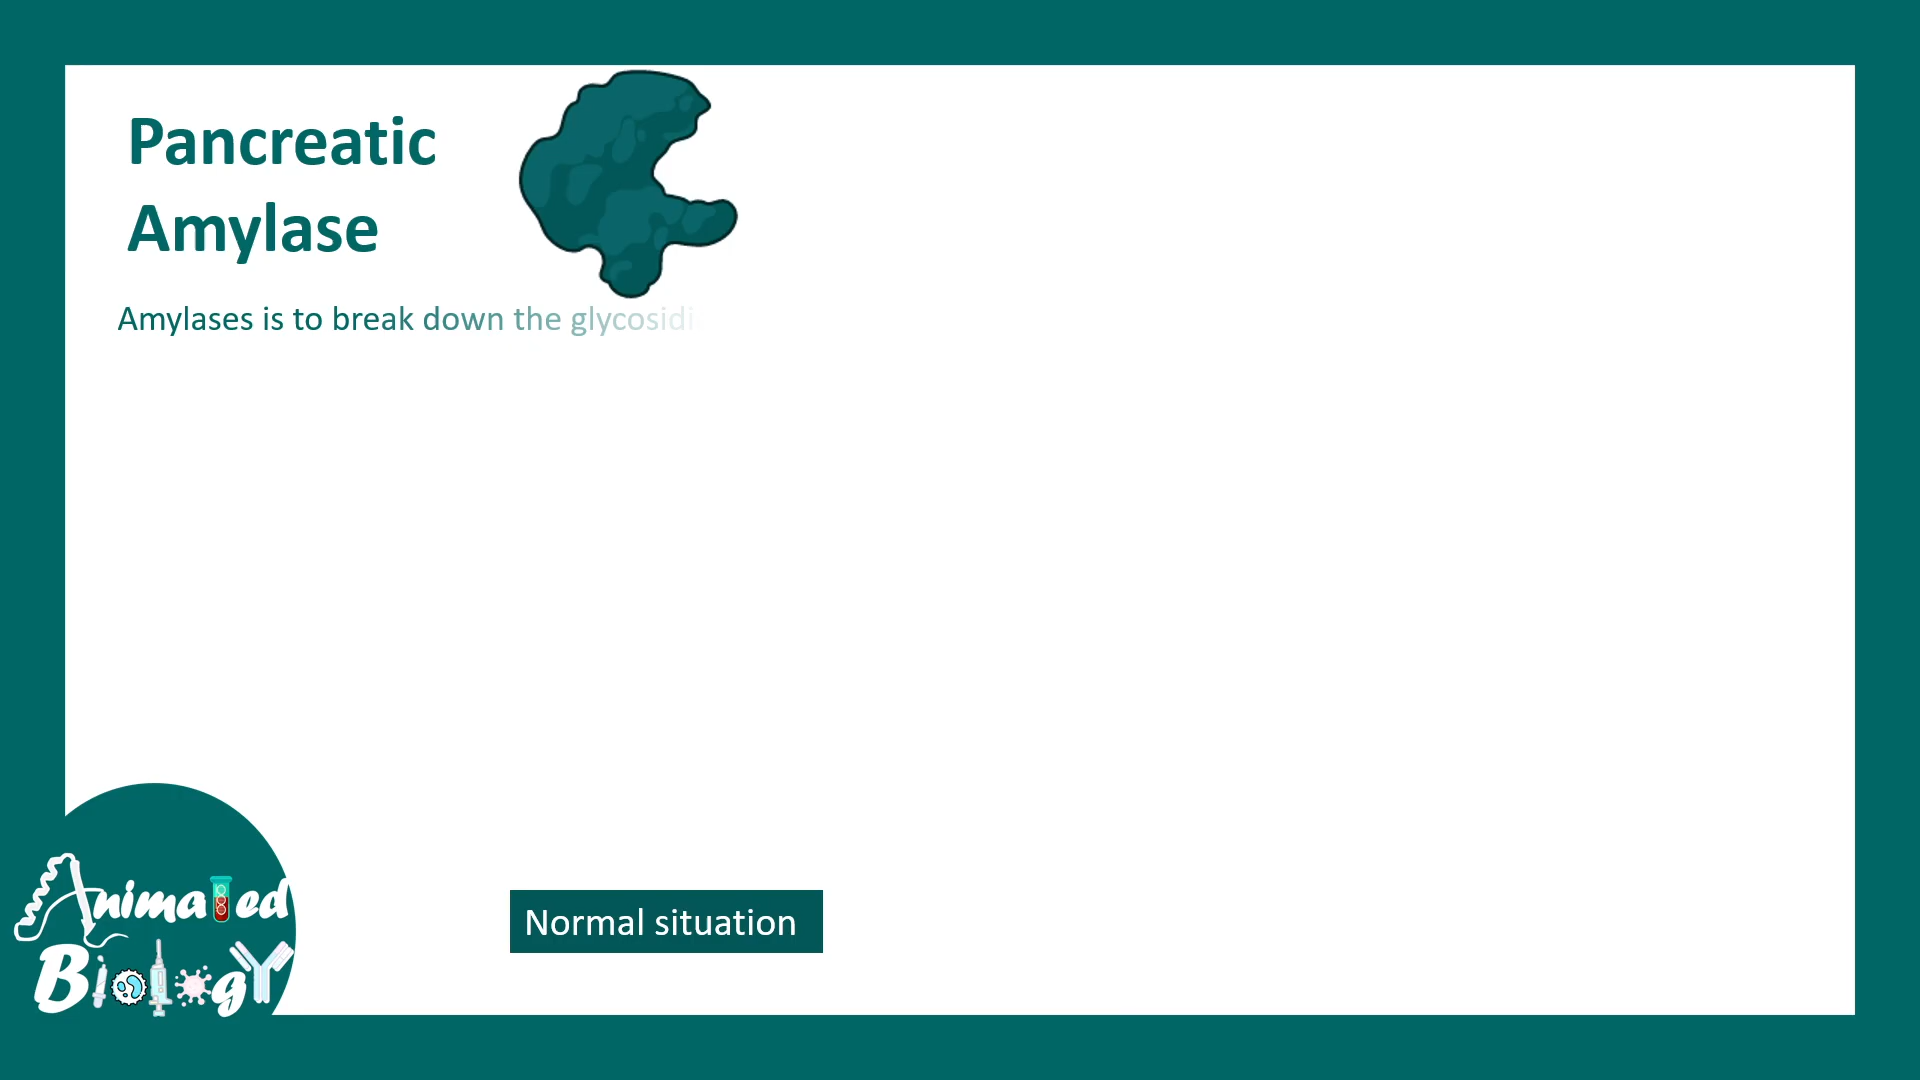 Pancreatic
Amylase
Amylases is to break down the glycosidi
Normal situation
Animated
Biology